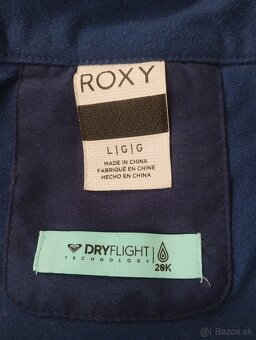 ROXY
L|G|G
MADE IN CHINA
FABRIQUÉ EN CHINE
HECHO EN CHINA
DRYFLIGHT
TECHNOLOGY
20K
bazos.sk